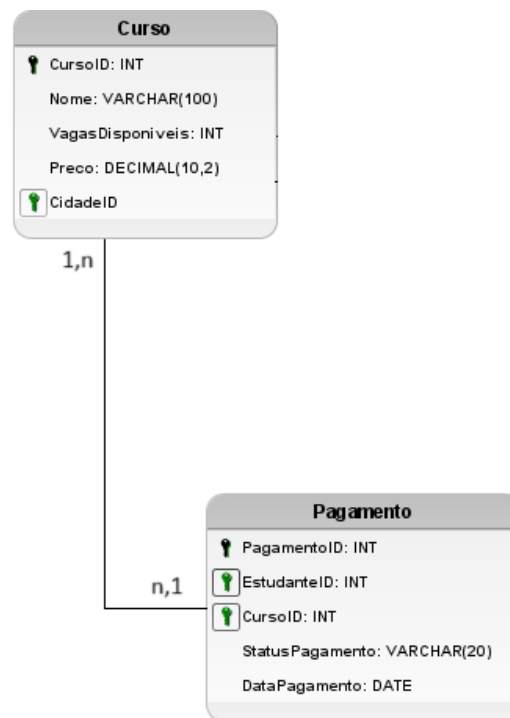 Curso
CursoID: INT
Nome: VARCHAR(100)
VagasDisponiveis: INT
Preco: DECIMAL(10,2)
CidadeID
1,n
Pagamento
PagamentoID: INT
n,1
EstudanteID: INT
CursoID: INT
StatusPagamento: VARCHAR(20)
DataPagamento: DATE